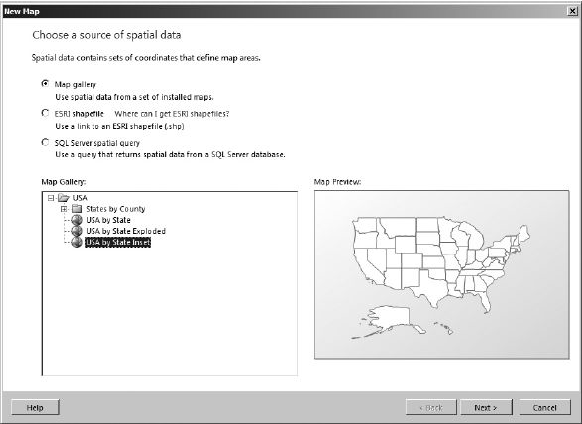 New Map
Choose a source of spatial data
Spatial data contains sets of coordinates that define map areas.
Map gallery
Use spatial data from a set of installed maps.
ESRI shapefile Where can I get ESRI shapefiles?
Use a link to an ESRI shapefile (.shp)
SQL Server spatial query
Use a query that returns spatial data from a SQL Server database.
Map Gallery:
Map Preview:
USA
States by County
USA by State
USA by State Exploded
USA by State Inset
Help
< Back
Next >
Cancel